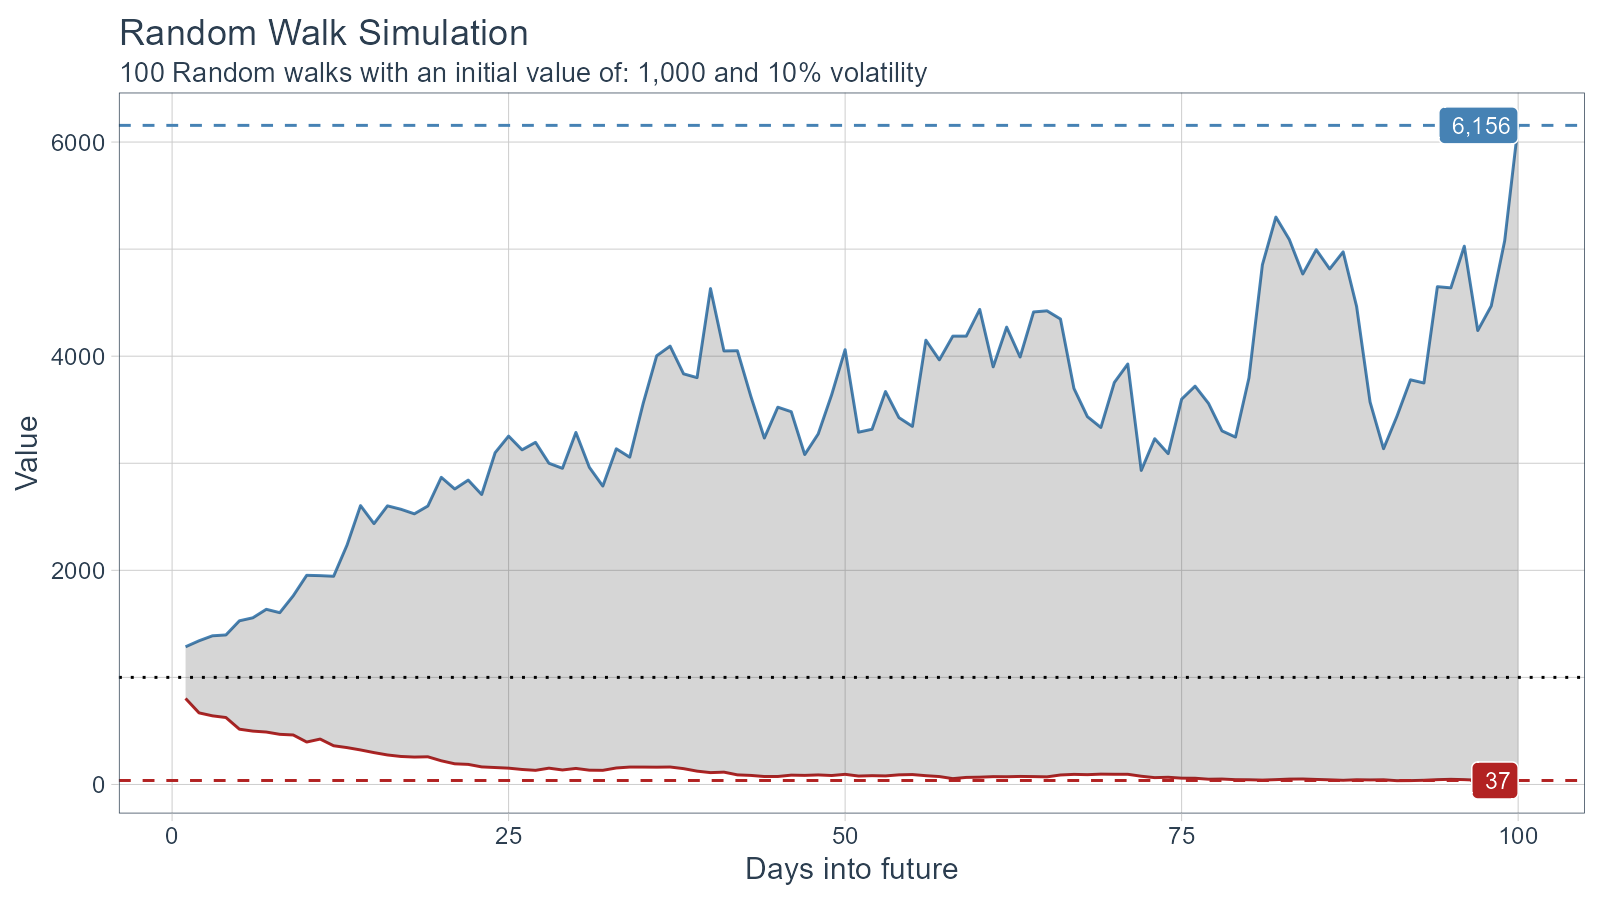 Random Walk Simulation
100 Random walks with an initial value of: 1,000 and 10% volatility
6,156
6000
4000
2000
0
37
Value
0 25 50 75 100
Days into future